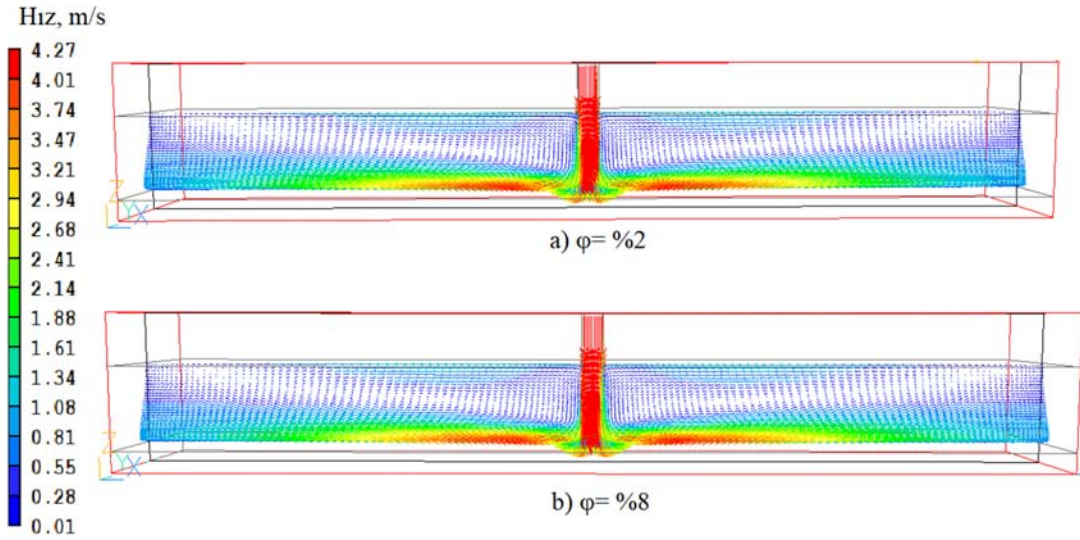 Hız, m/s
4.27
4.01
3.74
3.47
3.21
2.94
2.68
2.41
2.14
1.88
1.61
1.34
1.08
0.81
0.55
0.28
0.01
Z
Y X
a) φ= %2
Z
Y X
b) φ= %8